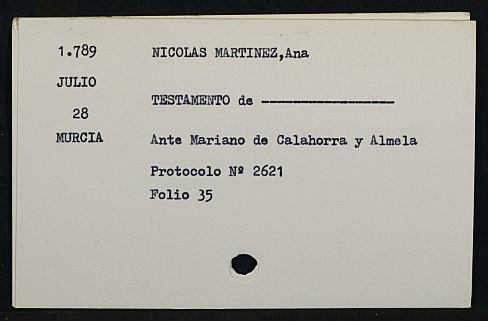 1.789 NICOLAS MARTINEZ,Ana
JULIO
28 TESTAMENTO de ------------------
MURCIA Ante Mariano de Calahorra y Almela
Protocolo Nº 2621
Folio 35